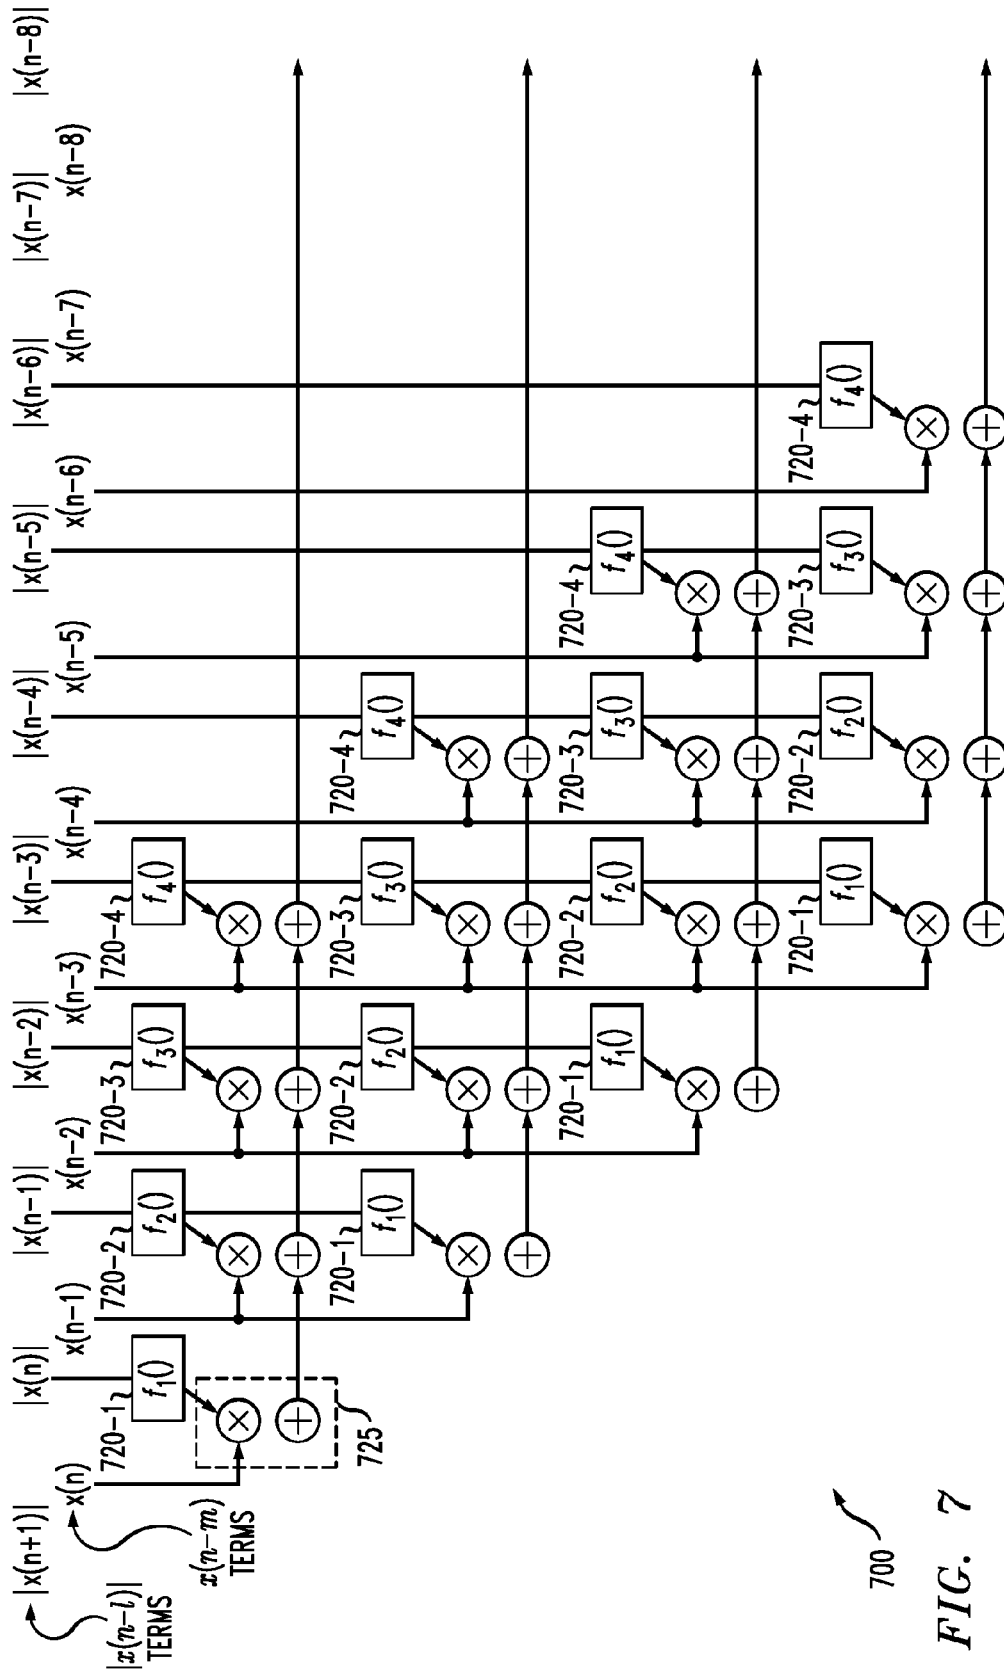 |x(n+1)| |x(n)| |x(n-1)| |x(n-2)| |x(n-3)| |x(n-4)| |x(n-5)| |x(n-6)| |x(n-7)| |x(n-8)|
x(n) x(n-1) x(n-2) x(n-3) x(n-4) x(n-5) x(n-6) x(n-7) x(n-8)
|x(n-l)|
TERMS
x(n-m)
TERMS
720-1 720-2 720-3 720-4
f1() f2() f3() f4()
725
720-1 720-2 720-3 720-4
f1() f2() f3() f4()
720-1 720-2 720-3 720-4
f1() f2() f3() f4()
720-1 720-2 720-3 720-4
f1() f2() f3() f4()
700
FIG. 7